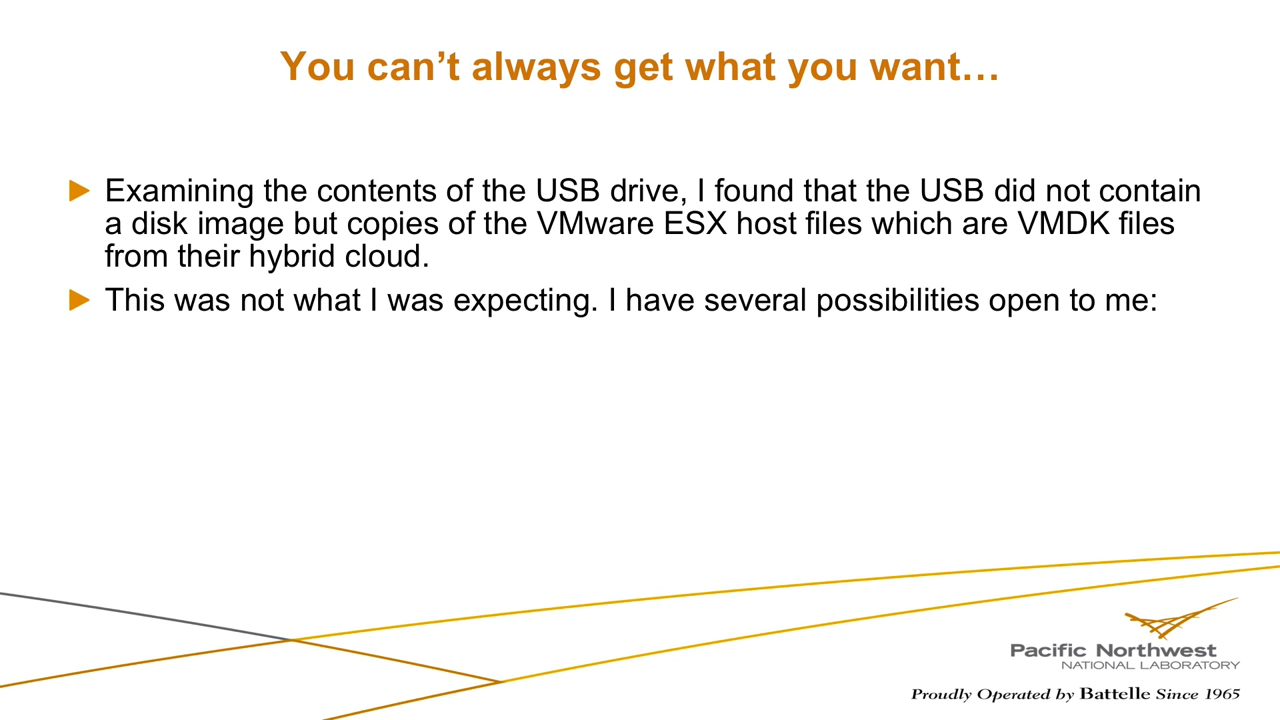 You can’t always get what you want…
Examining the contents of the USB drive, I found that the USB did not contain
a disk image but copies of the VMware ESX host files which are VMDK files
from their hybrid cloud.
This was not what I was expecting. I have several possibilities open to me:
Pacific Northwest
NATIONAL LABORATORY
Proudly Operated by Battelle Since 1965